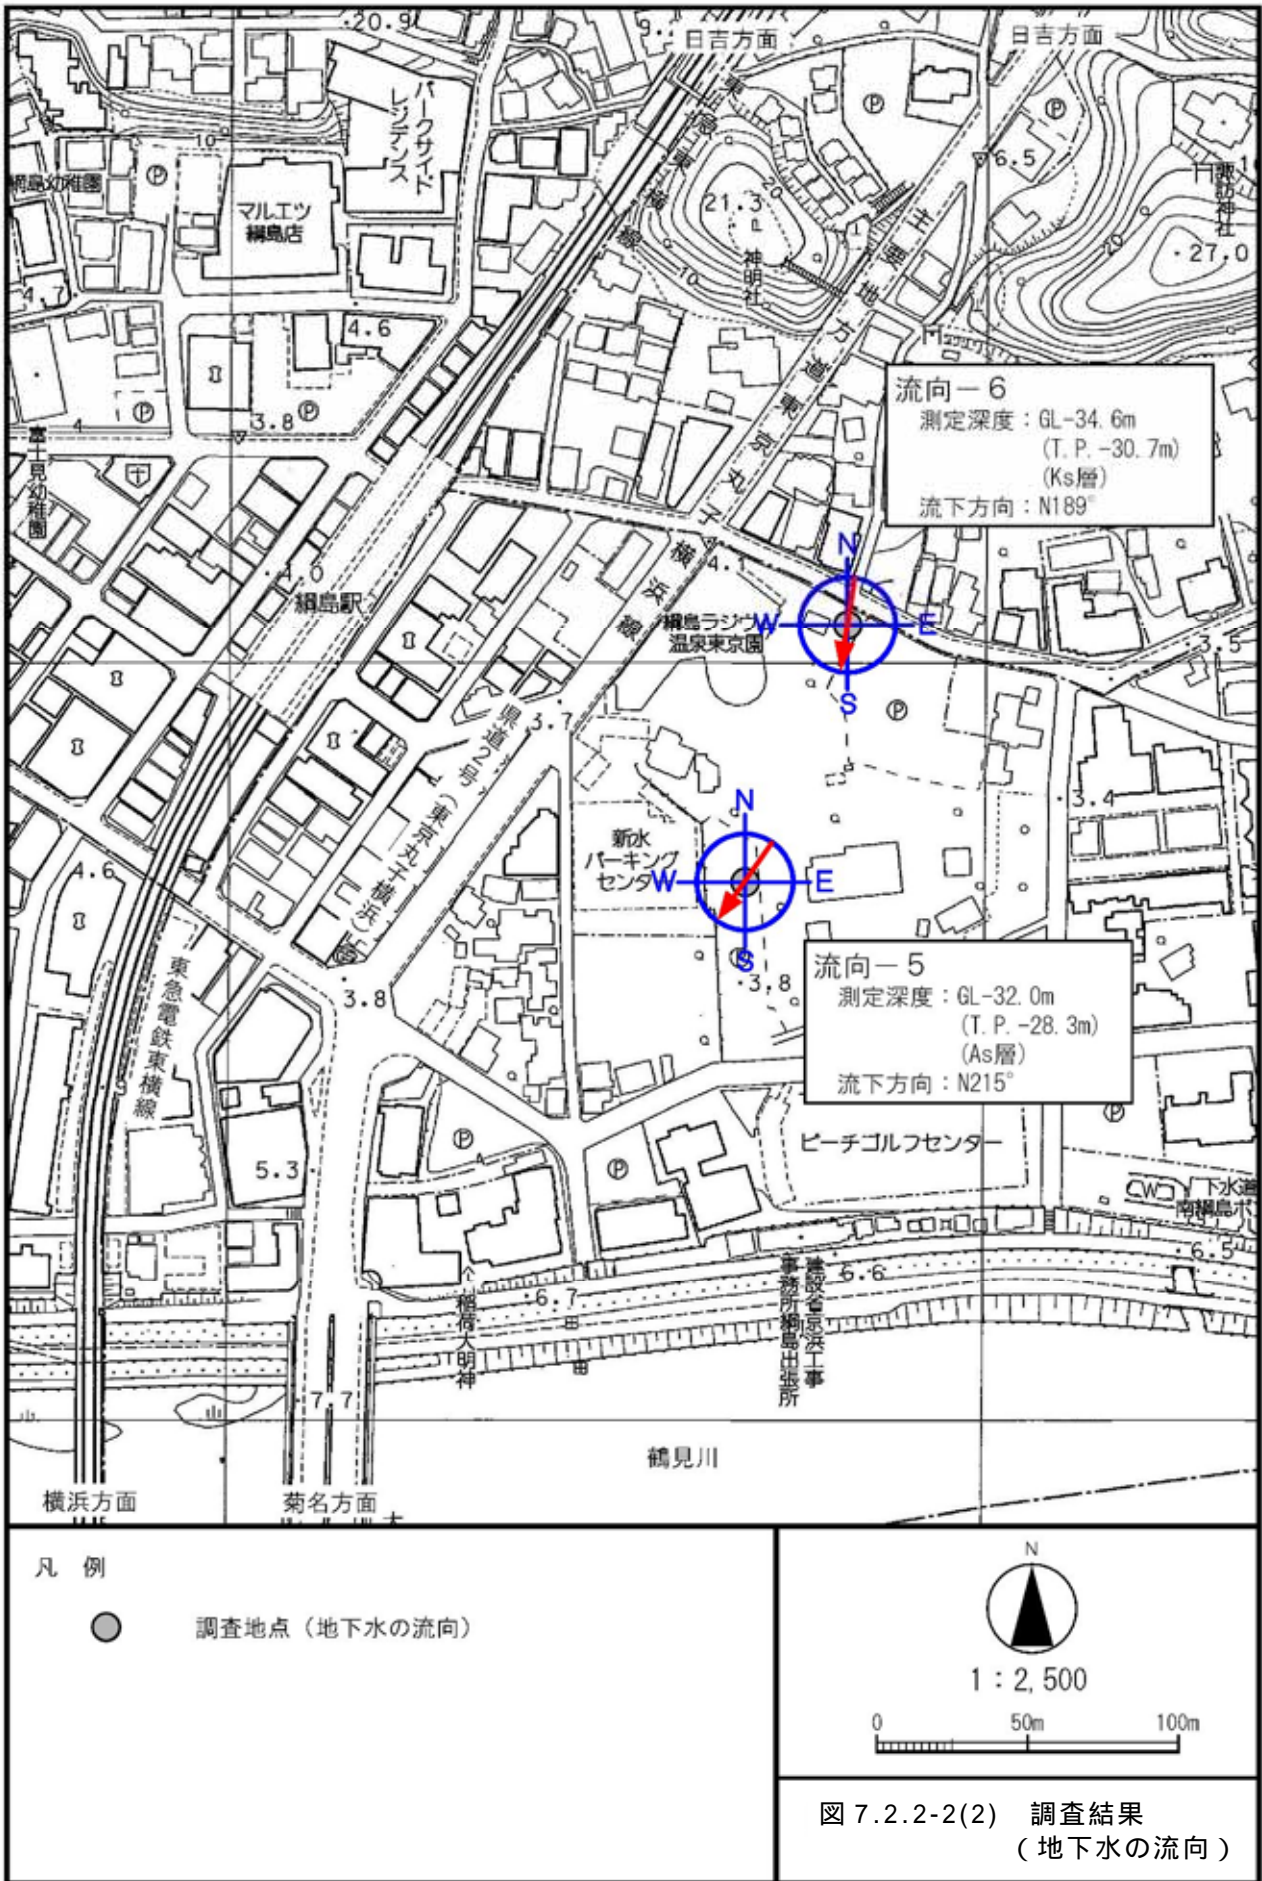 20.9
日吉方面
日吉方面
パークサイド
レジデンス
10
綱島幼稚園
マルエツ
綱島店
6.5
21.3
20
10
神明社
諏訪神社
20
27.0
東急東横線
主要地方道東京丸子横浜線
4.7
4.6
3.8
4
富士見幼稚園
流向－6
測定深度：GL-34.6m
(T.P.-30.7m)
(Ks層)
流下方向：N189°
4.0
綱島駅
4.1
綱島ラジウム
温泉東京園
N
W
E
S
3.5
3.7
県道2号（東京丸子横浜）
3.4
新水
パーキング
センター
N
W
E
S
4.6
3.8
3.8
流向－5
測定深度：GL-32.0m
(T.P.-28.3m)
(As層)
流下方向：N215°
東急電鉄東横線
5.3
ピーチゴルフセンター
下水道
南綱島ポ
6.5
6.6
6.7
稲荷大明神
建設省京浜工事
事務所綱島出張所
7.7
鶴見川
横浜方面
菊名方面
凡 例
調査地点（地下水の流向）
N
1：2,500
0 50m 100m
図 7.2.2-2(2) 調査結果
（地下水の流向）